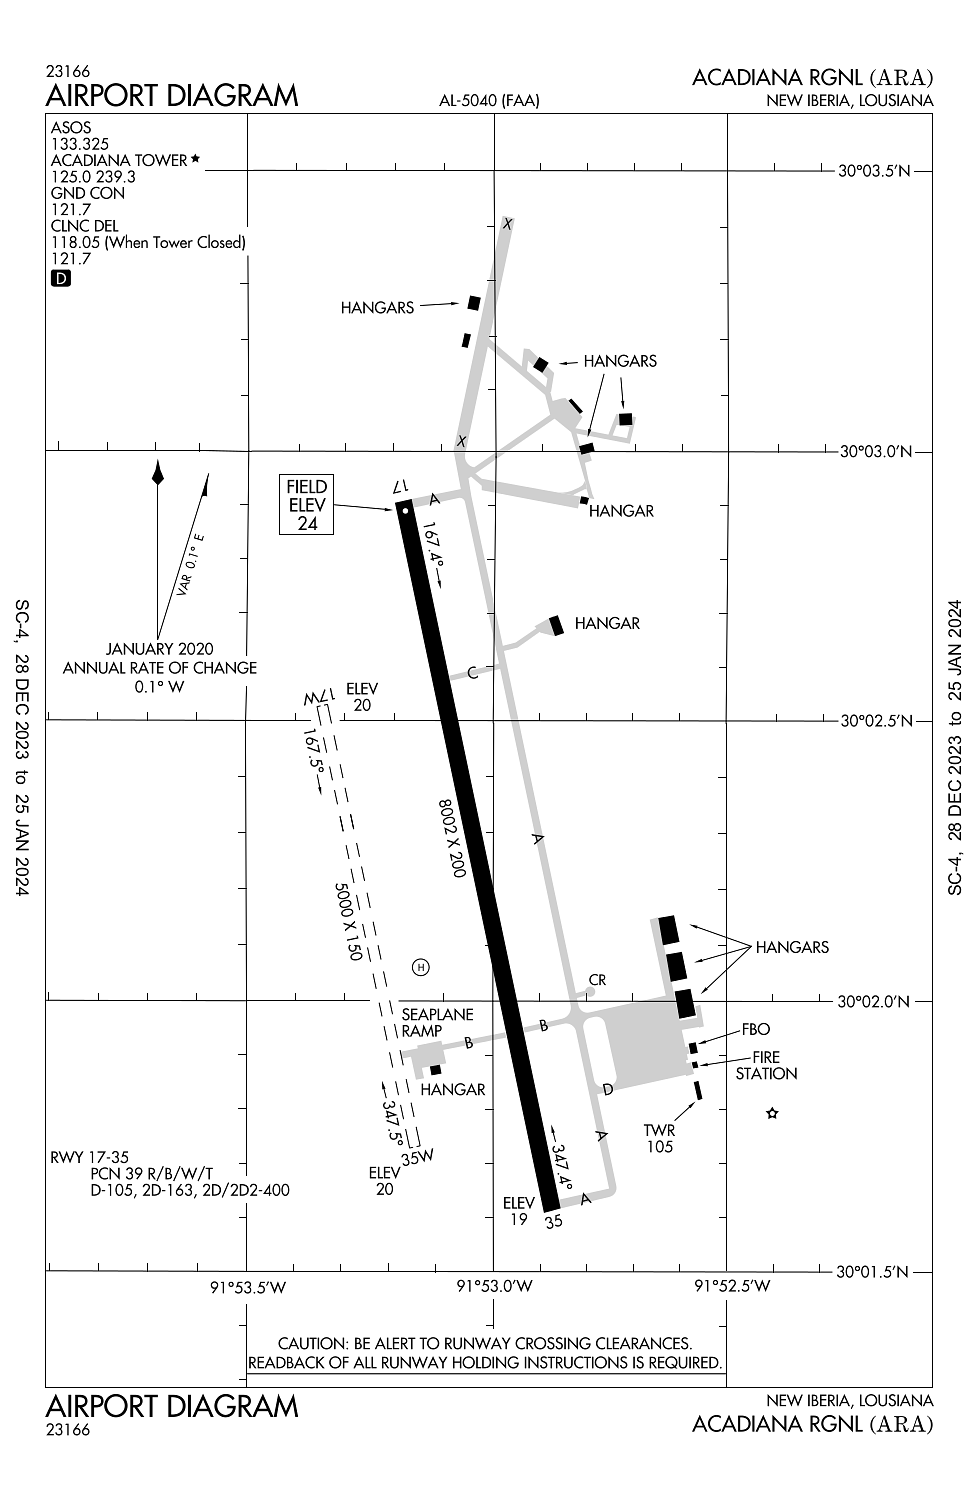 23166
AIRPORT DIAGRAM
AL-5040 (FAA)
ACADIANA RGNL (ARA)
NEW IBERIA, LOUSIANA
ASOS
133.325
ACADIANA TOWER ★
125.0 239.3
GND CON
121.7
CLNC DEL
118.05 (When Tower Closed)
121.7
D
30°03.5'N
X
HANGARS
HANGARS
X
30°03.0'N
FIELD
ELEV
24
17
A
HANGAR
167.4°
VAR 0.1° E
JANUARY 2020
ANNUAL RATE OF CHANGE
0.1° W
HANGAR
C
17W
ELEV
20
30°02.5'N
167.5°
8002 X 200
A
5000 X 150
H
HANGARS
CR
30°02.0'N
SEAPLANE
RAMP
B
B
FBO
FIRE
STATION
HANGAR
D
TWR
105
347.5°
A
35W
ELEV
20
347.4°
RWY 17-35
PCN 39 R/B/W/T
D-105, 2D-163, 2D/2D2-400
ELEV
19
35
A
30°01.5'N
91°53.5'W
91°53.0'W
91°52.5'W
CAUTION: BE ALERT TO RUNWAY CROSSING CLEARANCES.
READBACK OF ALL RUNWAY HOLDING INSTRUCTIONS IS REQUIRED.
AIRPORT DIAGRAM
23166
NEW IBERIA, LOUSIANA
ACADIANA RGNL (ARA)
SC-4, 28 DEC 2023 to 25 JAN 2024
SC-4, 28 DEC 2023 to 25 JAN 2024